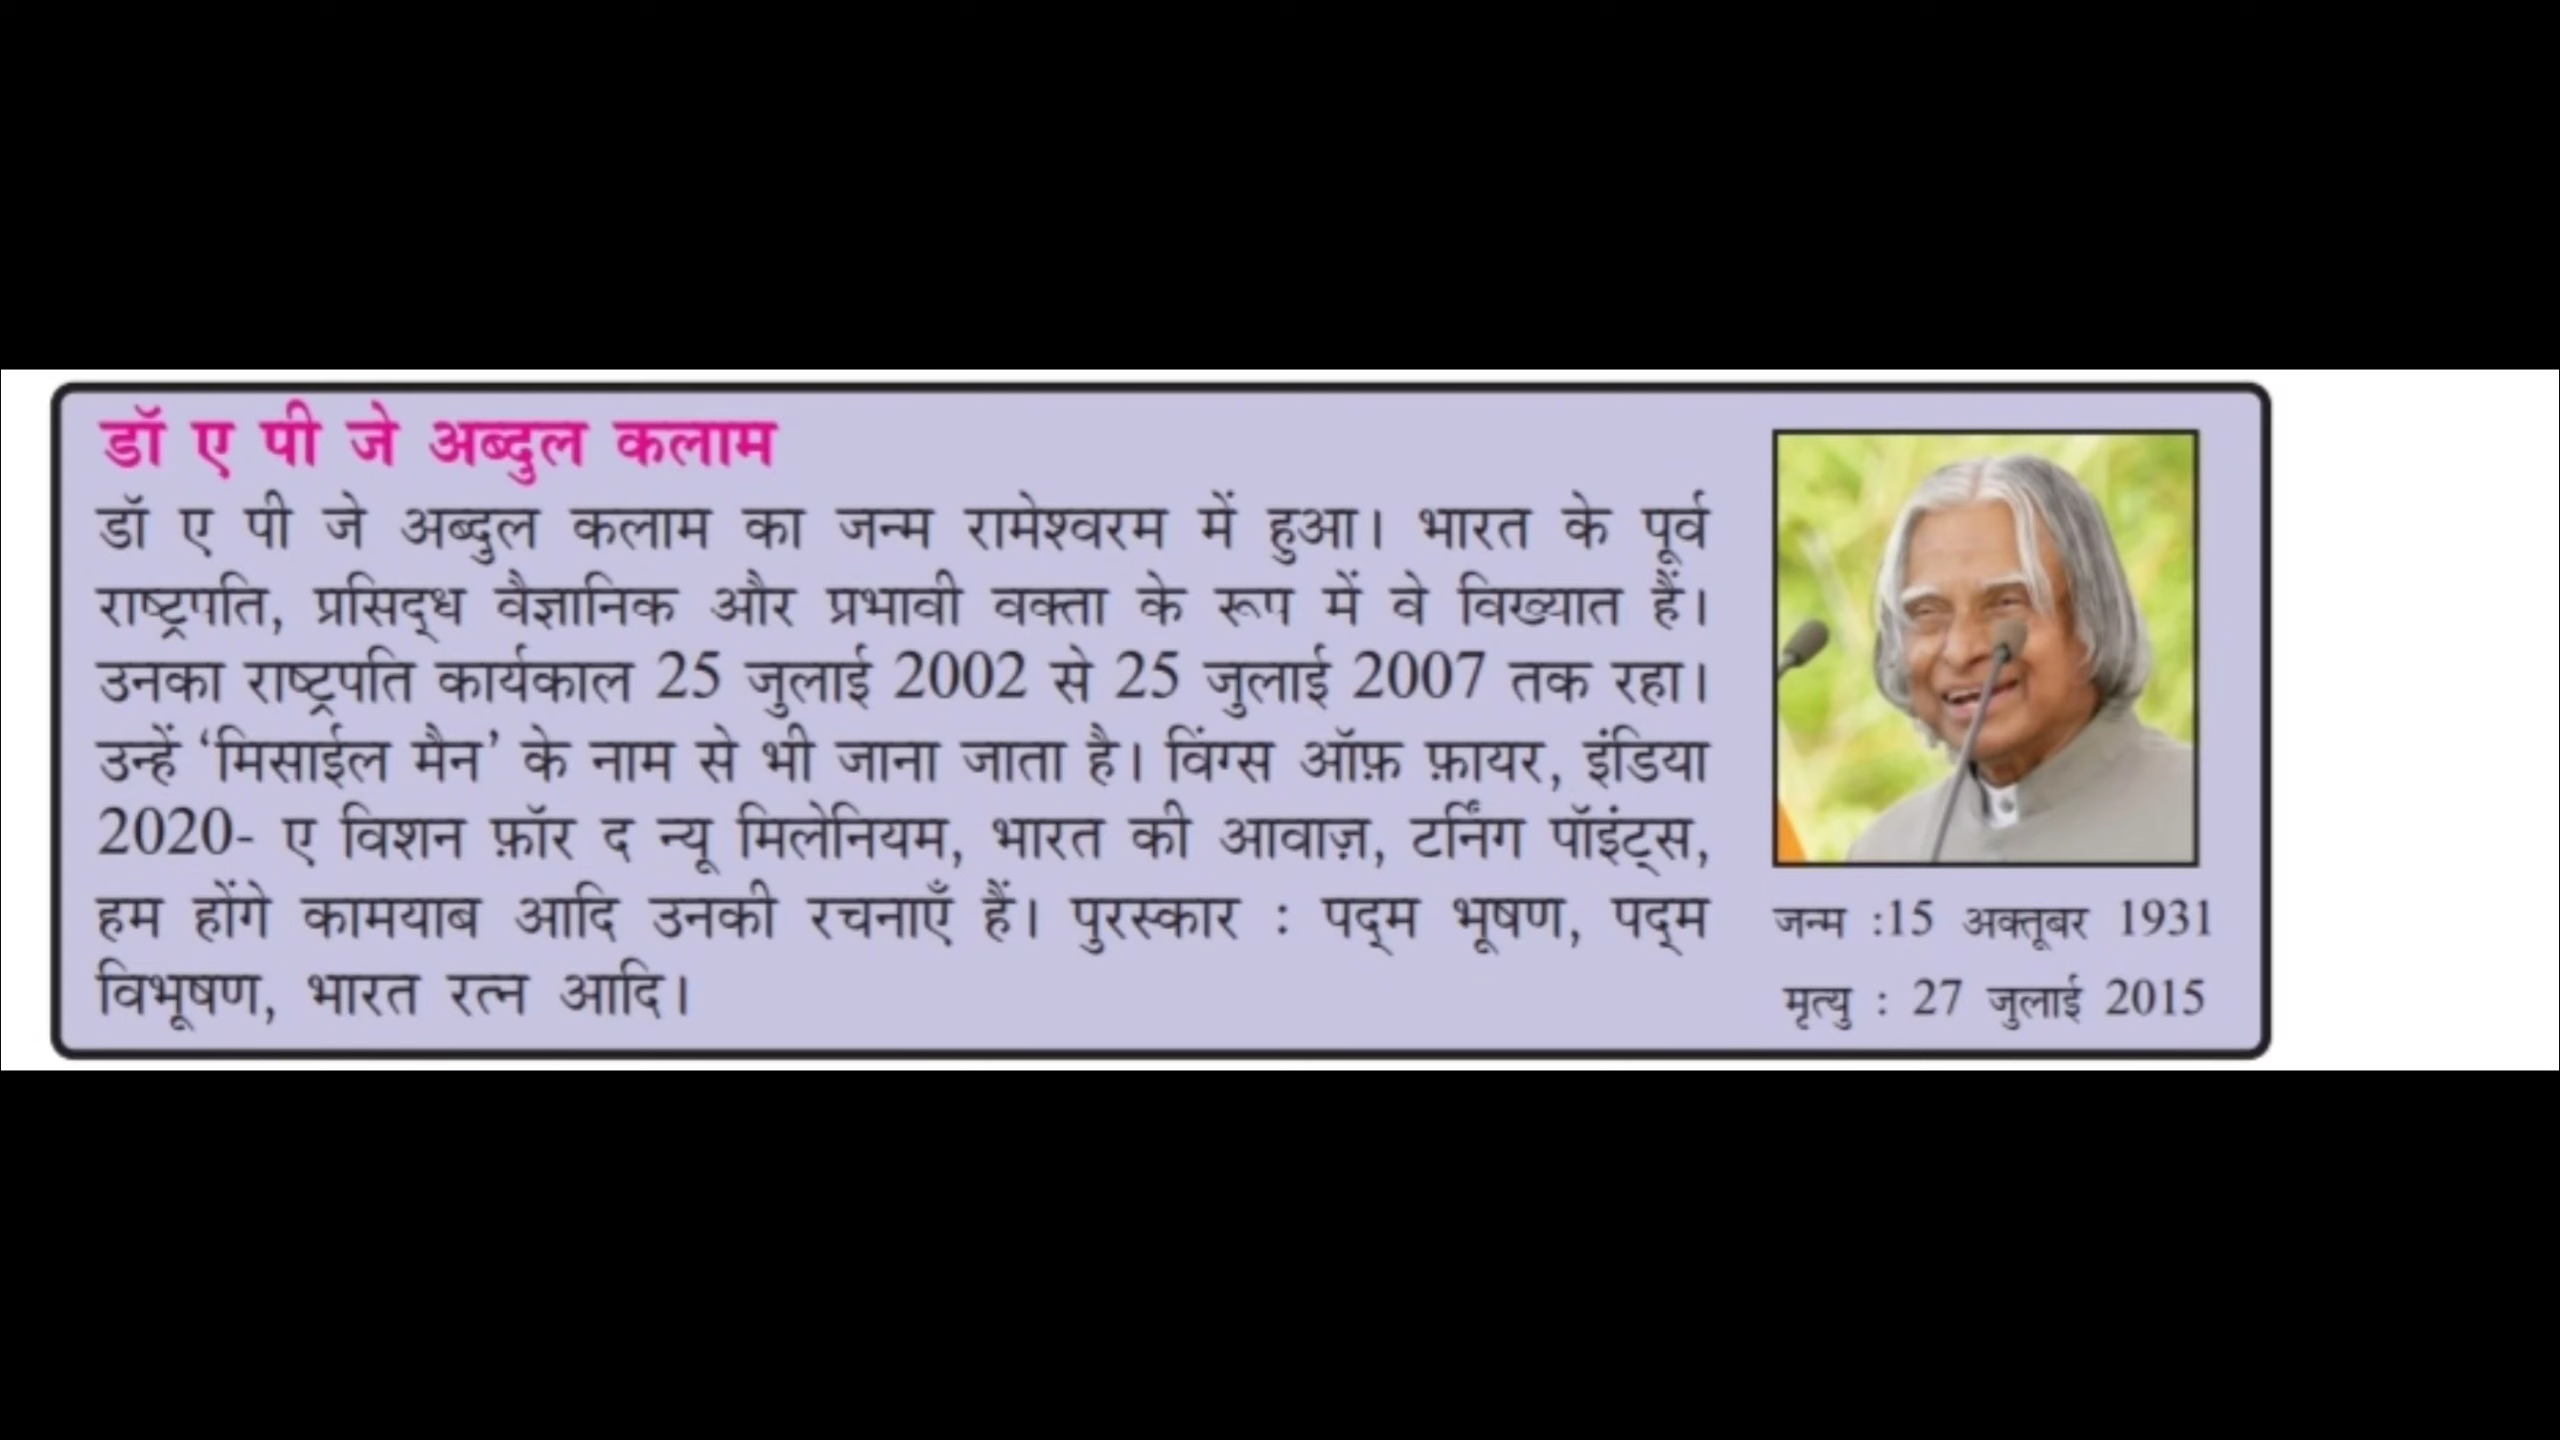 डॉ ए पी जे अब्दुल कलाम
डॉ ए पी जे अब्दुल कलाम का जन्म रामेश्वरम में हुआ। भारत के पूर्व
राष्ट्रपति, प्रसिद्ध वैज्ञानिक और प्रभावी वक्ता के रूप में वे विख्यात हैं।
उनका राष्ट्रपति कार्यकाल 25 जुलाई 2002 से 25 जुलाई 2007 तक रहा।
उन्हें ‘मिसाईल मैन’ के नाम से भी जाना जाता है। विंग्स ऑफ़ फ़ायर, इंडिया
2020- ए विशन फ़ॉर द न्यू मिलेनियम, भारत की आवाज़, टर्निंग पॉइंट्स,
हम होंगे कामयाब आदि उनकी रचनाएँ हैं। पुरस्कार : पद्म भूषण, पद्म
विभूषण, भारत रत्न आदि।
जन्म :15 अक्तूबर 1931
मृत्यु : 27 जुलाई 2015